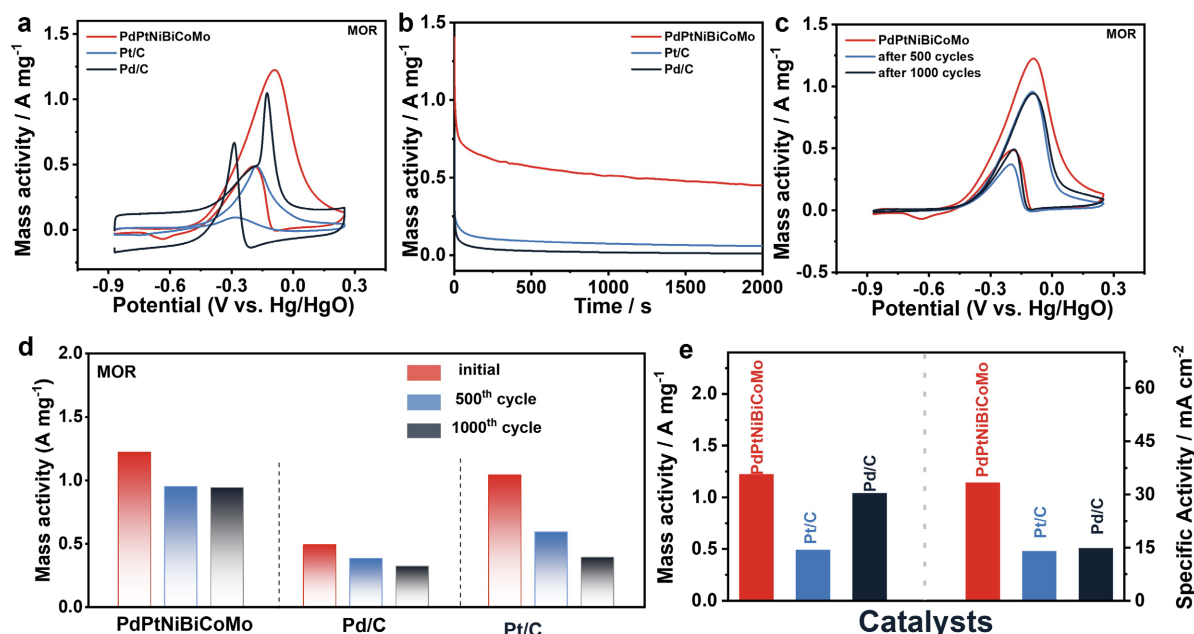 a
MOR
PdPtNiBiCoMo
Pt/C
Pd/C
1.5
1.0
0.5
0.0
-0.9
-0.6
-0.3
0.0
0.3
Mass activity / A mg⁻¹
Potential (V vs. Hg/HgO)
b
PdPtNiBiCoMo
Pt/C
Pd/C
1.5
1.0
0.5
0.0
0
500
1000
1500
2000
Mass activity / A mg⁻¹
Time / s
c
MOR
PdPtNiBiCoMo
after 500 cycles
after 1000 cycles
1.5
1.0
0.5
0.0
-0.5
-0.9
-0.6
-0.3
0.0
0.3
Mass activity / A mg⁻¹
Potential (V vs. Hg/HgO)
d
MOR
initial
500th cycle
1000th cycle
2.0
1.5
1.0
0.5
0.0
Mass activity (A mg⁻¹)
PdPtNiBiCoMo
Pd/C
Pt/C
e
2.0
1.5
1.0
0.5
0.0
Mass activity / A mg⁻¹
PdPtNiBiCoMo
Pt/C
Pd/C
PdPtNiBiCoMo
Pt/C
Pd/C
60
45
30
15
0
Specific Activity / mA cm⁻²
Catalysts